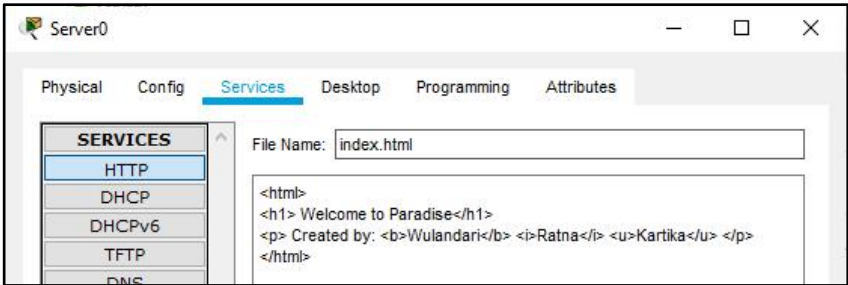 Server0
Physical Config Services Desktop Programming Attributes
SERVICES
HTTP
DHCP
DHCPv6
TFTP
DNS
File Name: index.html
<html>
<h1> Welcome to Paradise</h1>
<p> Created by: <b>Wulandari</b> <i>Ratna</i> <u>Kartika</u> </p>
</html>